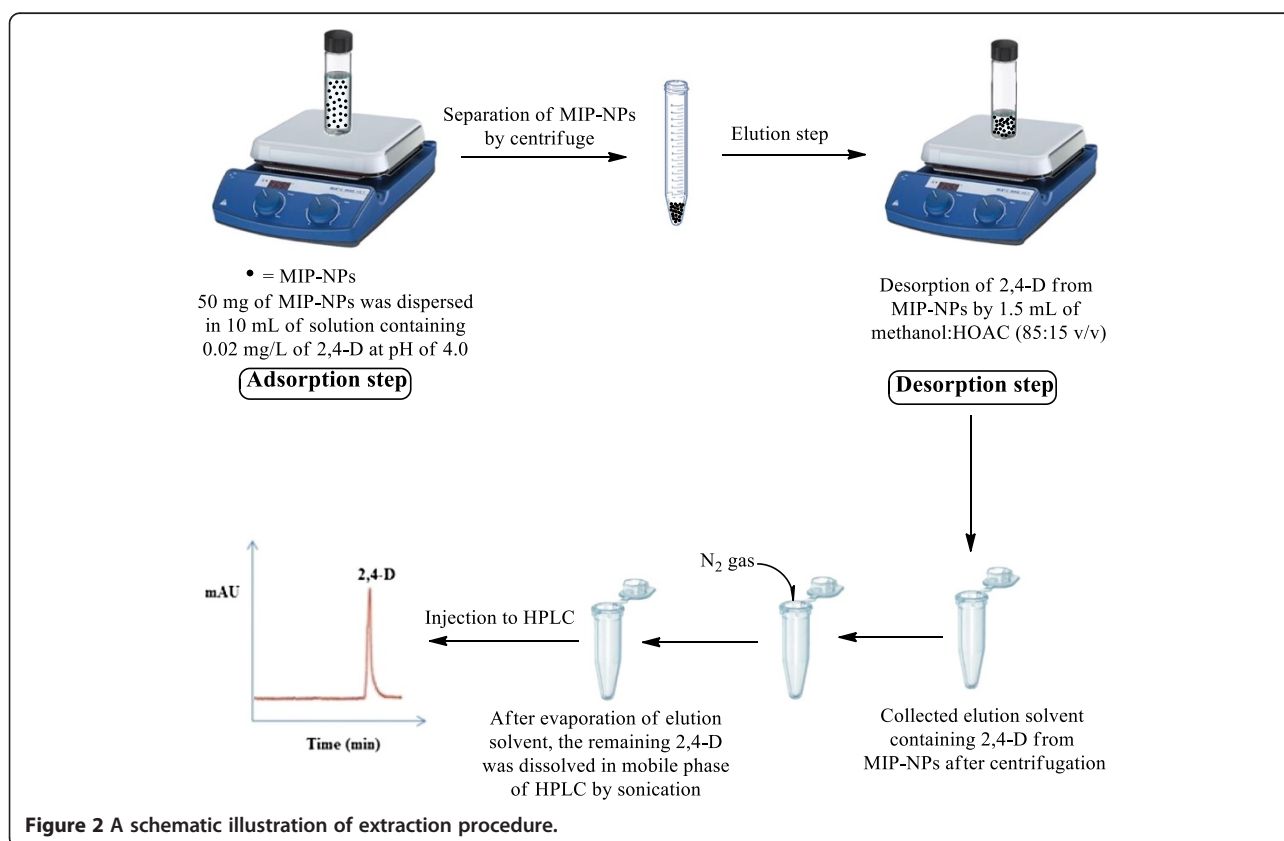 Separation of MIP-NPs
by centrifuge
Elution step
• = MIP-NPs
50 mg of MIP-NPs was dispersed
in 10 mL of solution containing
0.02 mg/L of 2,4-D at pH of 4.0
Adsorption step
Desorption of 2,4-D from
MIP-NPs by 1.5 mL of
methanol:HOAC (85:15 v/v)
Desorption step
Collected elution solvent
containing 2,4-D from
MIP-NPs after centrifugation
N₂ gas
After evaporation of elution
solvent, the remaining 2,4-D
was dissolved in mobile phase
of HPLC by sonication
Injection to HPLC
2,4-D
mAU
Time (min)
Figure 2 A schematic illustration of extraction procedure.